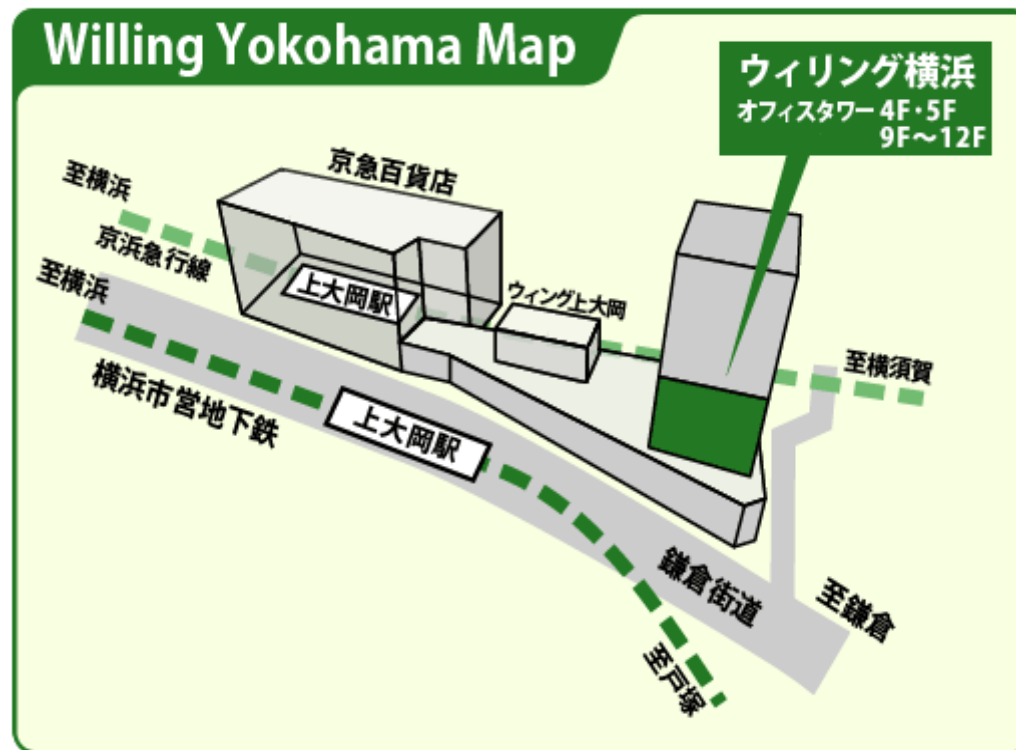 Willing Yokohama Map
ウィリング横浜
オフィスタワー 4F・5F
9F〜12F
京急百貨店
至横浜
京浜急行線
至横浜
上大岡駅
ウィング上大岡
至横須賀
横浜市営地下鉄
上大岡駅
鎌倉街道
至鎌倉
至戸塚